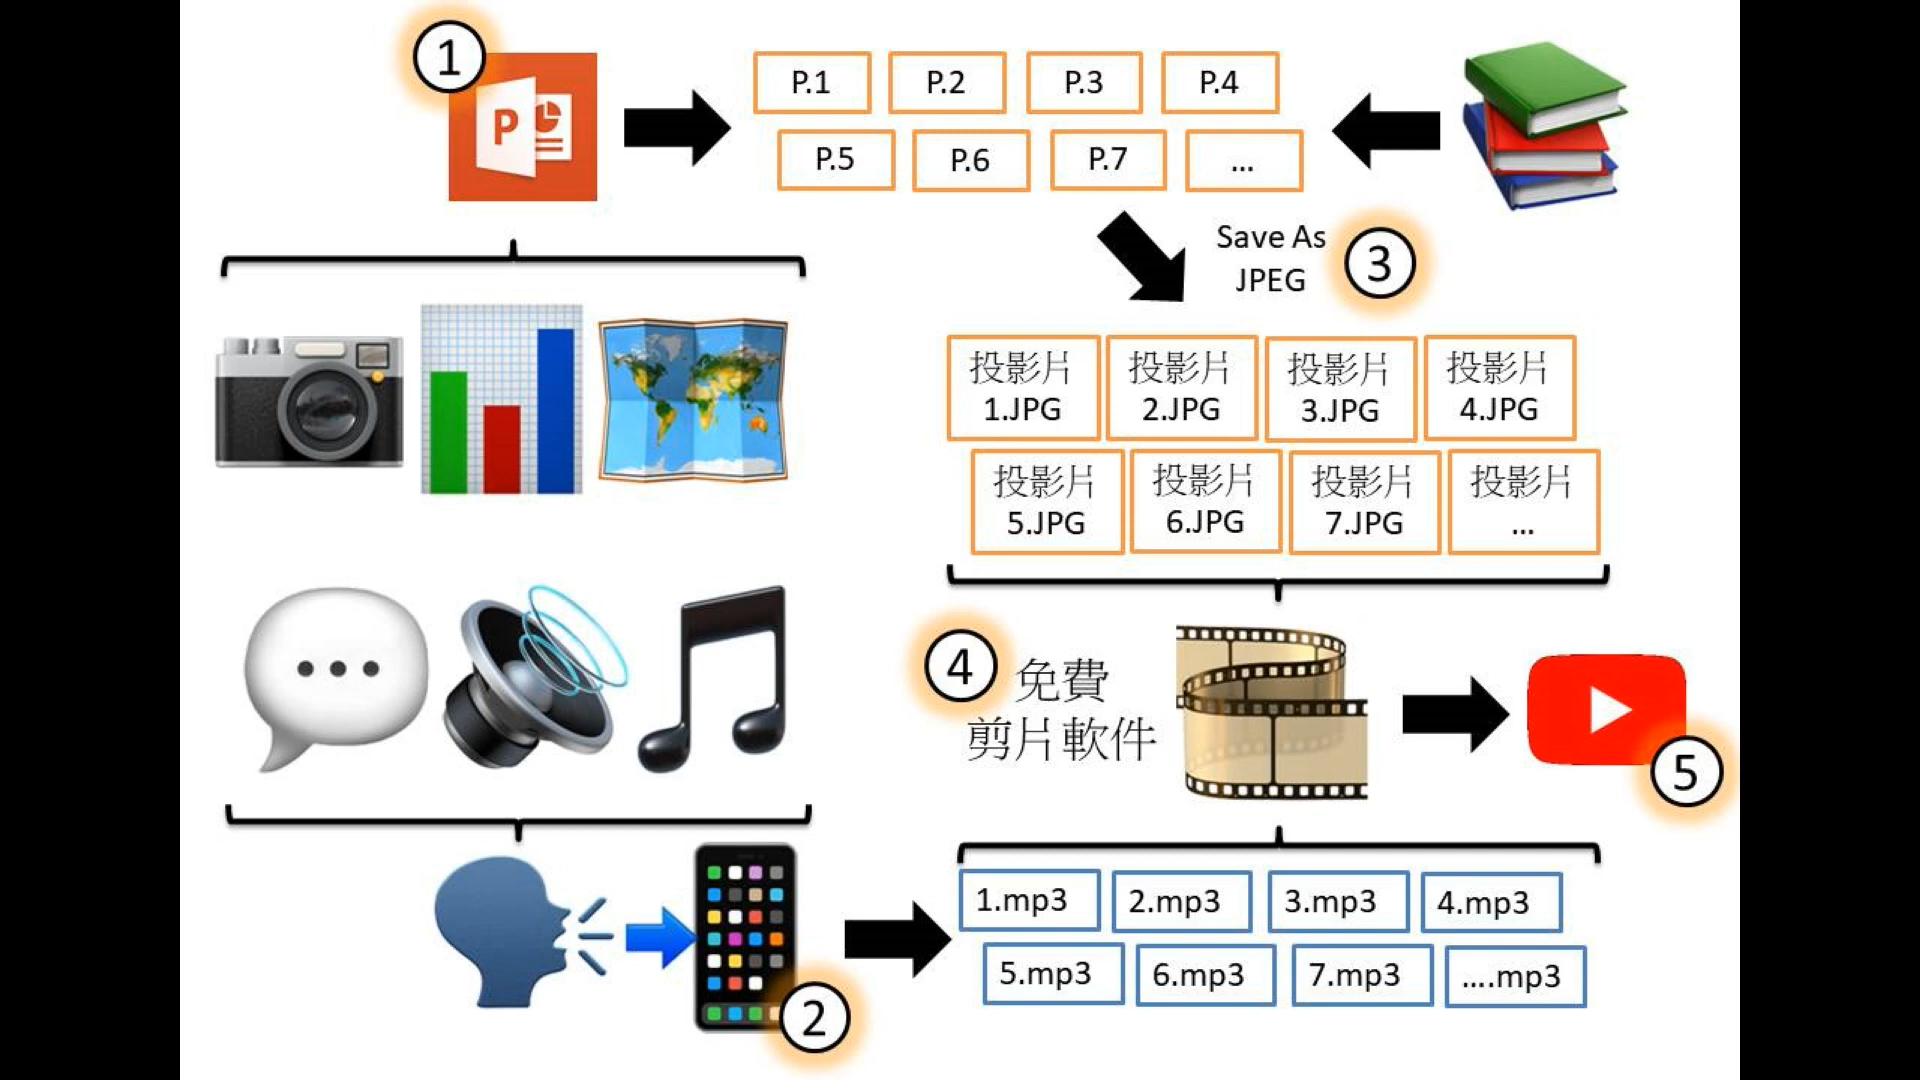 1
P
P.1
P.2
P.3
P.4
P.5
P.6
P.7
...
Save As
JPEG
3
投影片
1.JPG
投影片
2.JPG
投影片
3.JPG
投影片
4.JPG
投影片
5.JPG
投影片
6.JPG
投影片
7.JPG
投影片
...
4
免費
剪片軟件
5
1.mp3
2.mp3
3.mp3
4.mp3
5.mp3
6.mp3
7.mp3
....mp3
2